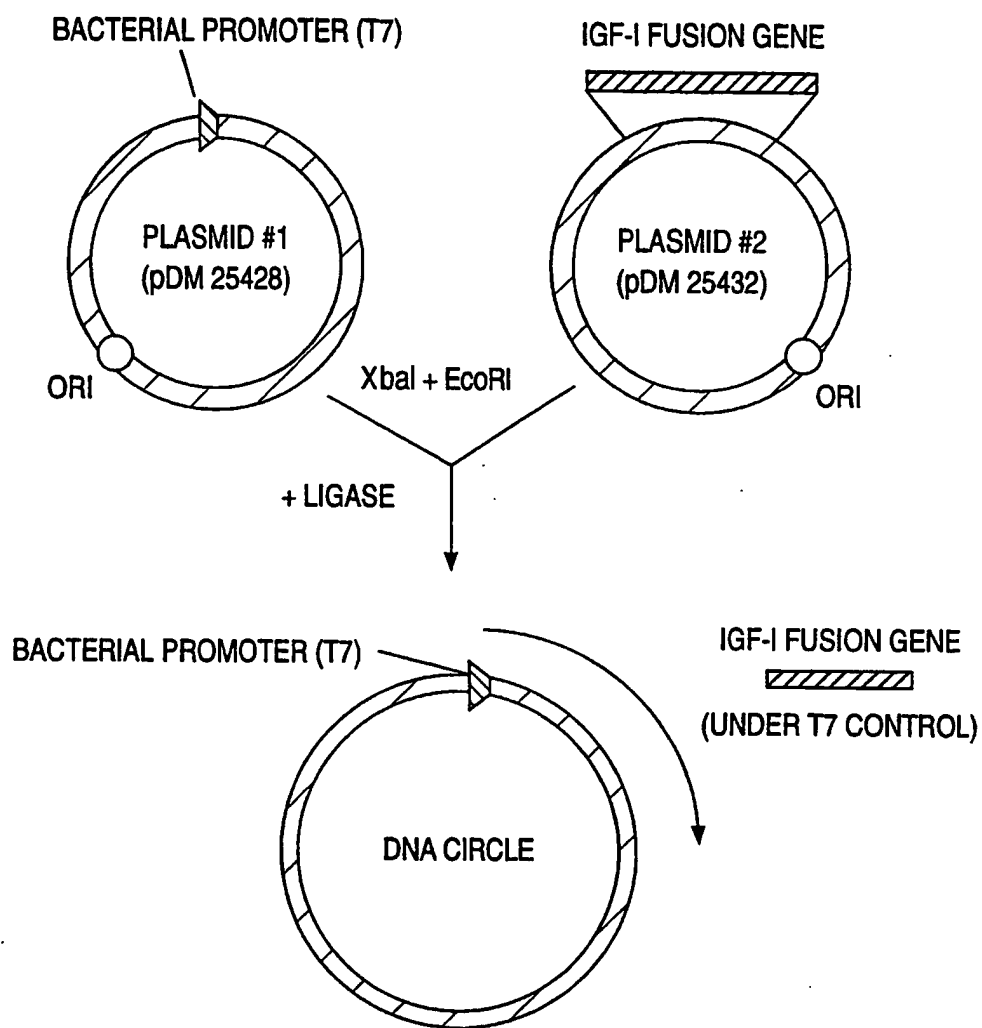 BACTERIAL PROMOTER (T7)
IGF-I FUSION GENE
PLASMID #1
(pDM 25428)
PLASMID #2
(pDM 25432)
ORI
XbaI + EcoRI
ORI
+ LIGASE
BACTERIAL PROMOTER (T7)
IGF-I FUSION GENE
(UNDER T7 CONTROL)
DNA CIRCLE